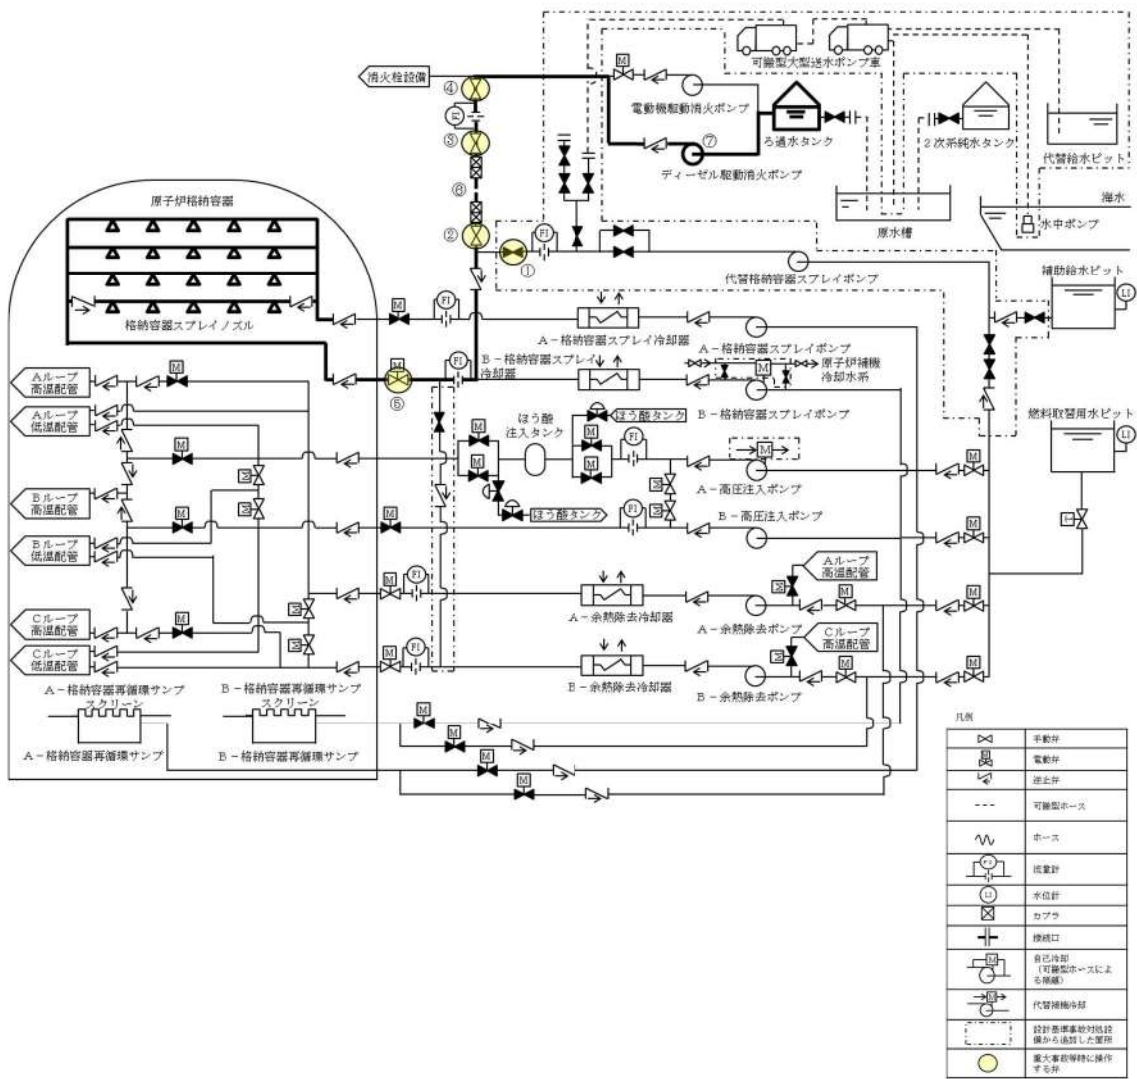 可搬型大型送水ポンプ車
消火栓設備
M
④
FI
③
⑥
②
電動機駆動消火ポンプ
ろ過水タンク
2次系純水タンク
代替給水ピット
⑦
ディーゼル駆動消火ポンプ
原水槽
海水
水中ポンプ
原子炉格納容器
①
FI
代替格納容器スプレイポンプ
補助給水ピット
LI
格納容器スプレイノズル
M
FI
A-格納容器スプレイ冷却器
A-格納容器スプレイポンプ
B-格納容器スプレイ
冷却器
原子炉補機
冷却水系
M
M
⑤
FI
B-格納容器スプレイポンプ
燃料取替用水ピット
LI
Aループ
高温配管
M
Aループ
低温配管
ほう酸
注入タンク
ほう酸タンク
M
M
FI
M
M
M
M
A-高圧注入ポンプ
M
M
M
Bループ
高温配管
M
M
ほう酸タンク
FI
B-高圧注入ポンプ
M
M
M
Bループ
低温配管
Aループ
高温配管
M
FI
M
M
M
A-余熱除去冷却器
A-余熱除去ポンプ
Cループ
高温配管
M
M
Cループ
高温配管
M
Cループ
低温配管
M
FI
M
M
M
B-余熱除去冷却器
B-余熱除去ポンプ
A-格納容器再循環サンプ
スクリーン
B-格納容器再循環サンプ
スクリーン
A-格納容器再循環サンプ
B-格納容器再循環サンプ
M
M
M
M
凡例
手動弁
M
電動弁
逆止弁
可搬型ホース
ホース
FI
流量計
LI
水位計
カプラ
接続口
M
自己冷却
(可搬型ホースによ
る隔離)
M
代替補機冷却
設計基準事故対処設
備から追加した箇所
重大事故等時に操作
する弁